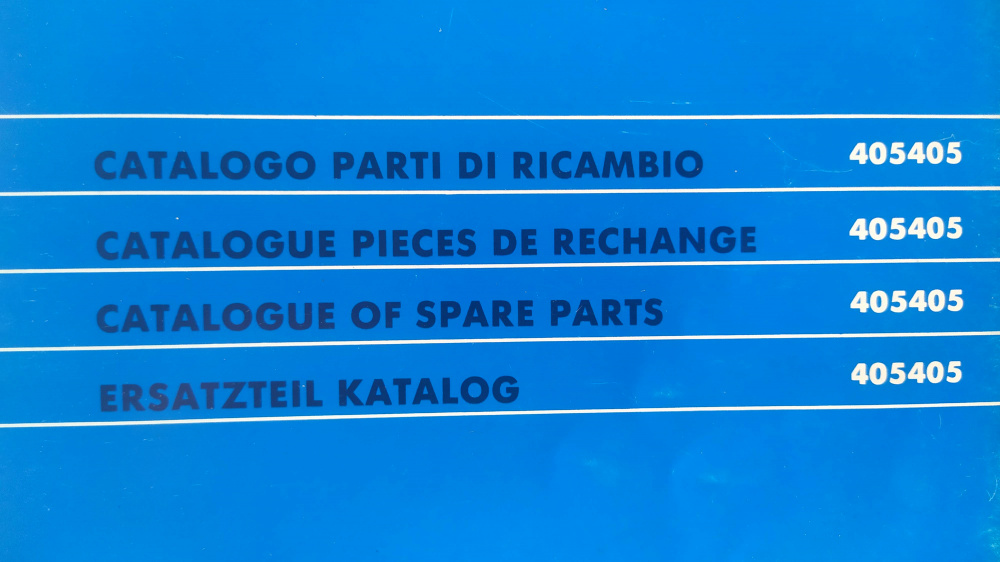 CATALOGO PARTI DI RICAMBIO 405405
CATALOGUE PIECES DE RECHANGE 405405
CATALOGUE OF SPARE PARTS 405405
ERSATZTEIL KATALOG 405405